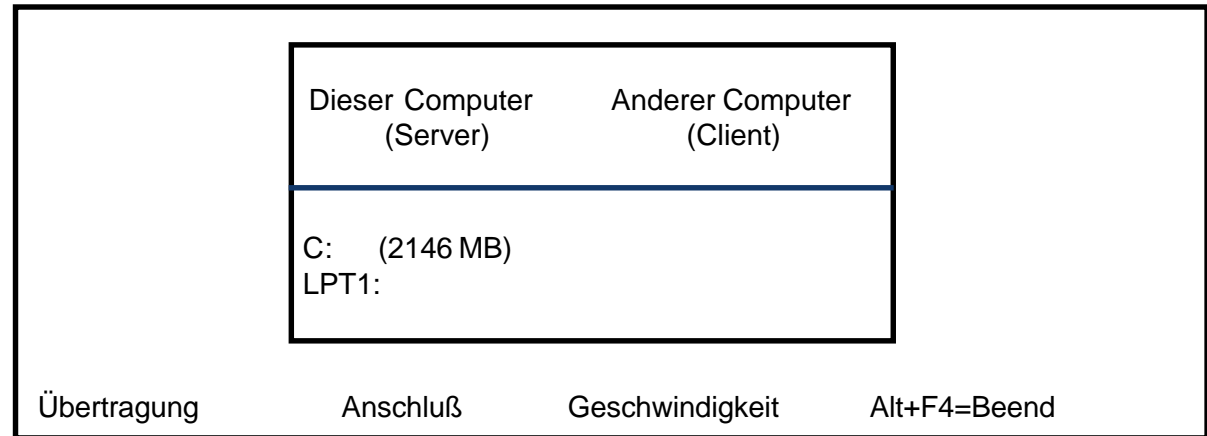 Dieser Computer Anderer Computer
(Server) (Client)
C: (2146 MB)
LPT1:
Übertragung Anschluß Geschwindigkeit Alt+F4=Beend